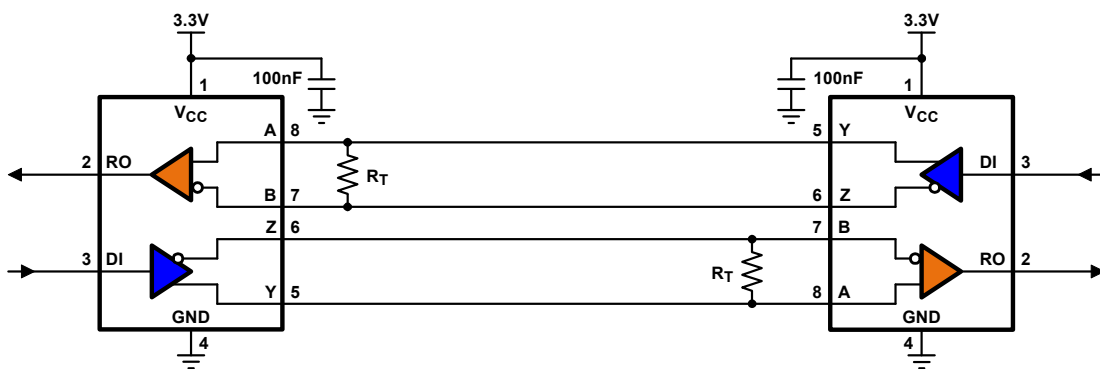 3.3V
3.3V
100nF
100nF
1
1
VCC
VCC
A 8
5 Y
2 RO
DI 3
RT
B 7
6 Z
Z 6
7 B
3 DI
RO 2
RT
Y 5
8 A
GND
GND
4
4